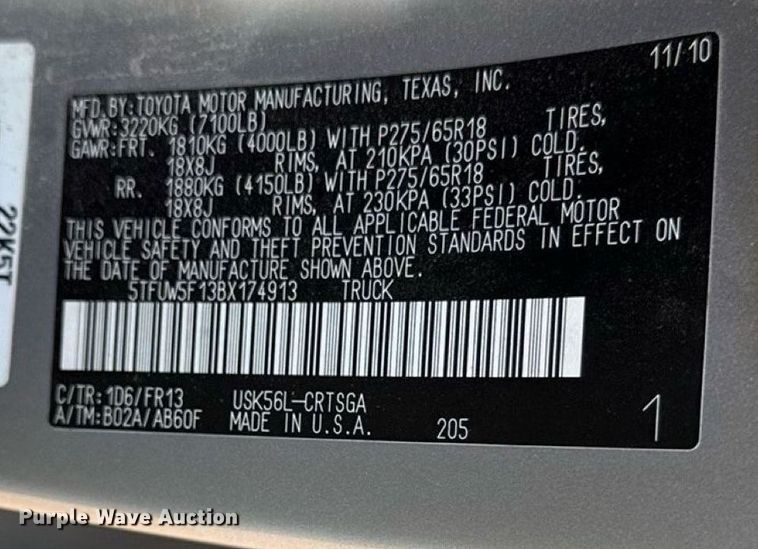 11/10
MFD. BY: TOYOTA MOTOR MANUFACTURING, TEXAS, INC.
GVWR: 3220KG (7100LB)
GAWR: FRT. 1810KG (4000LB) WITH P275/65R18 TIRES,
18X8J RIMS, AT 210KPA (30PSI) COLD.
RR. 1880KG (4150LB) WITH P275/65R18 TIRES,
18X8J RIMS, AT 230KPA (33PSI) COLD.
THIS VEHICLE CONFORMS TO ALL APPLICABLE FEDERAL MOTOR
VEHICLE SAFETY AND THEFT PREVENTION STANDARDS IN EFFECT ON
THE DATE OF MANUFACTURE SHOWN ABOVE.
5TFUW5F13BX174913 TRUCK
C/TR: 1D6/FR13 USK56L-CRTSGA
A/TM: B02A/AB60F MADE IN U.S.A. 205 1
22K5T
Purple Wave Auction